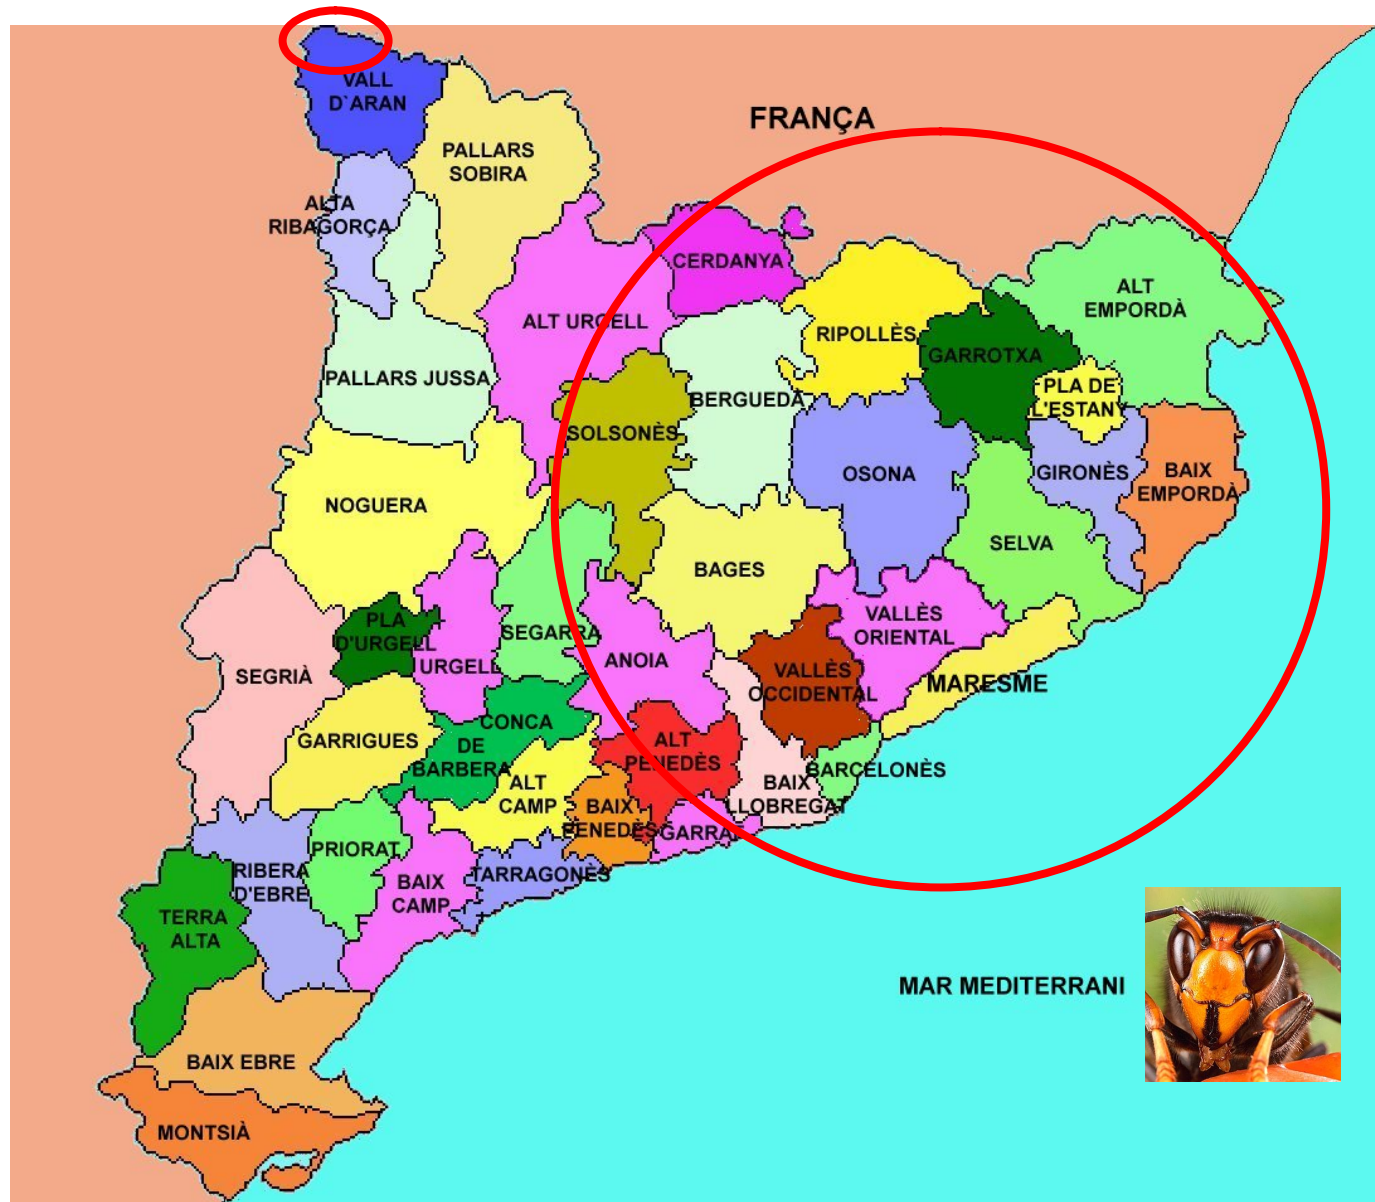 VALL
D`ARAN
FRANÇA
PALLARS
SOBIRA
ALTA
RIBAGORÇA
CERDANYA
ALT
EMPORDÀ
ALT URGELL
RIPOLLÈS
GARROTXA
PALLARS JUSSA
PLA DE
L'ESTANY
BERGUEDÀ
SOLSONÈS
OSONA
GIRONÈS
BAIX
EMPORDÀ
NOGUERA
SELVA
BAGES
PLA
D'URGELL
SEGARRA
VALLÈS
ORIENTAL
URGELL
ANOIA
SEGRIÀ
VALLÈS
OCCIDENTAL
MARESME
CONCA
DE
BARBERA
GARRIGUES
ALT
PENEDÈS
ALT
CAMP
BAIX
LLOBREGAT
BARCELONÈS
BAIX
PENEDÈS
GARRAF
PRIORAT
RIBERA
D'EBRE
BAIX
CAMP
TARRAGONÈS
TERRA
ALTA
MAR MEDITERRANI
BAIX EBRE
MONTSIÀ